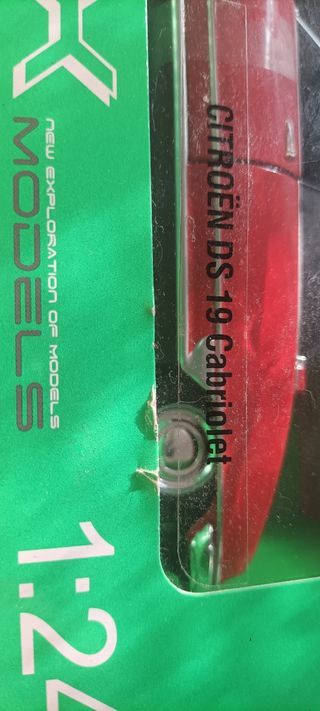 NEW EXPLORATION OF MODELS
MODELS
CITROËN DS 19 Cabriolet
1:24